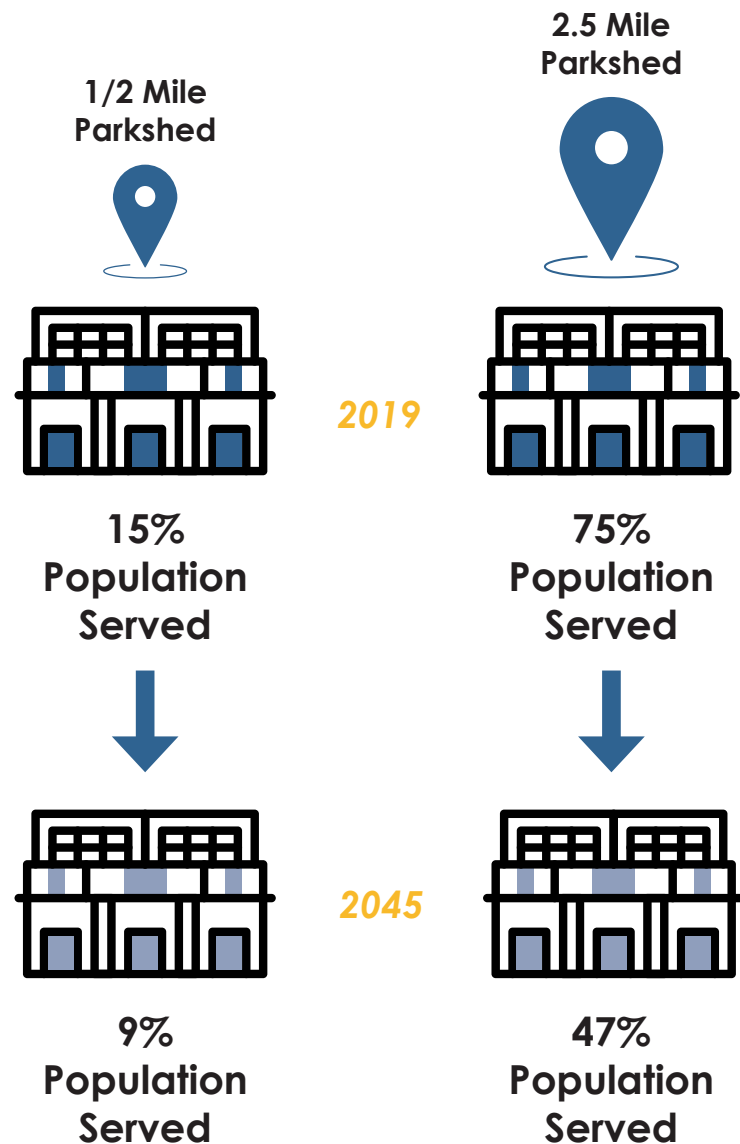 1/2 Mile
Parkshed
2.5 Mile
Parkshed
2019
15%
Population
Served
75%
Population
Served
2045
9%
Population
Served
47%
Population
Served